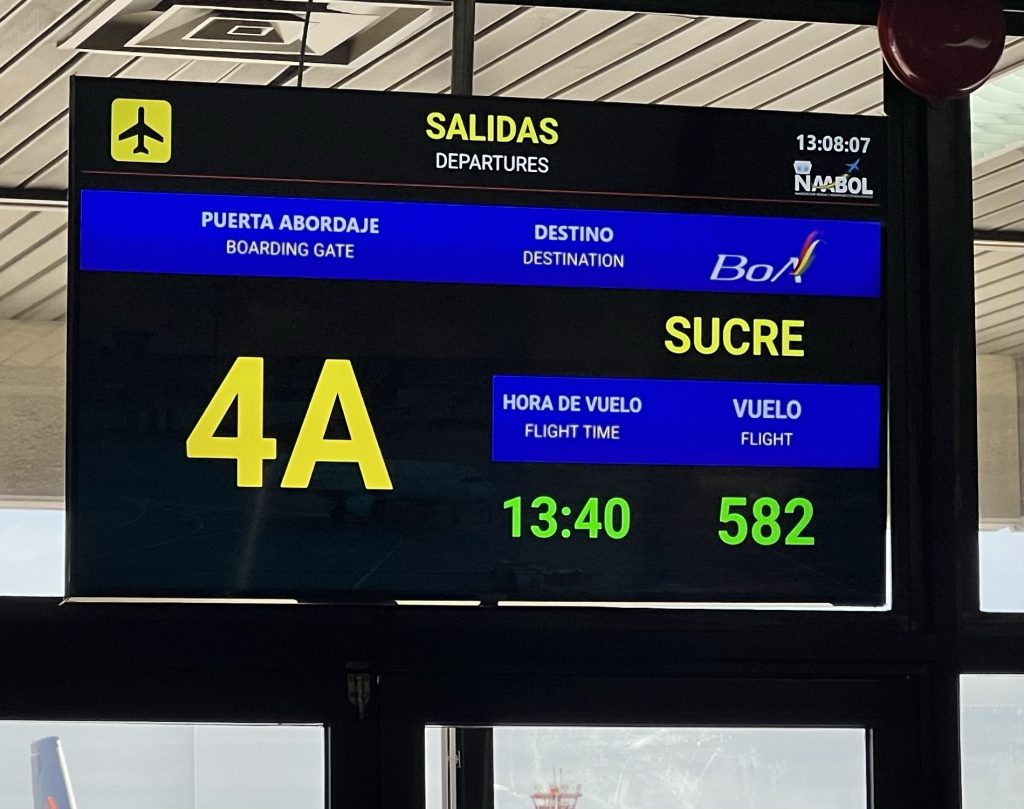 SALIDAS
DEPARTURES
13:08:07
NAABOL
PUERTA ABORDAJE
BOARDING GATE
DESTINO
DESTINATION
BoA
SUCRE
4A
HORA DE VUELO
FLIGHT TIME
VUELO
FLIGHT
13:40
582